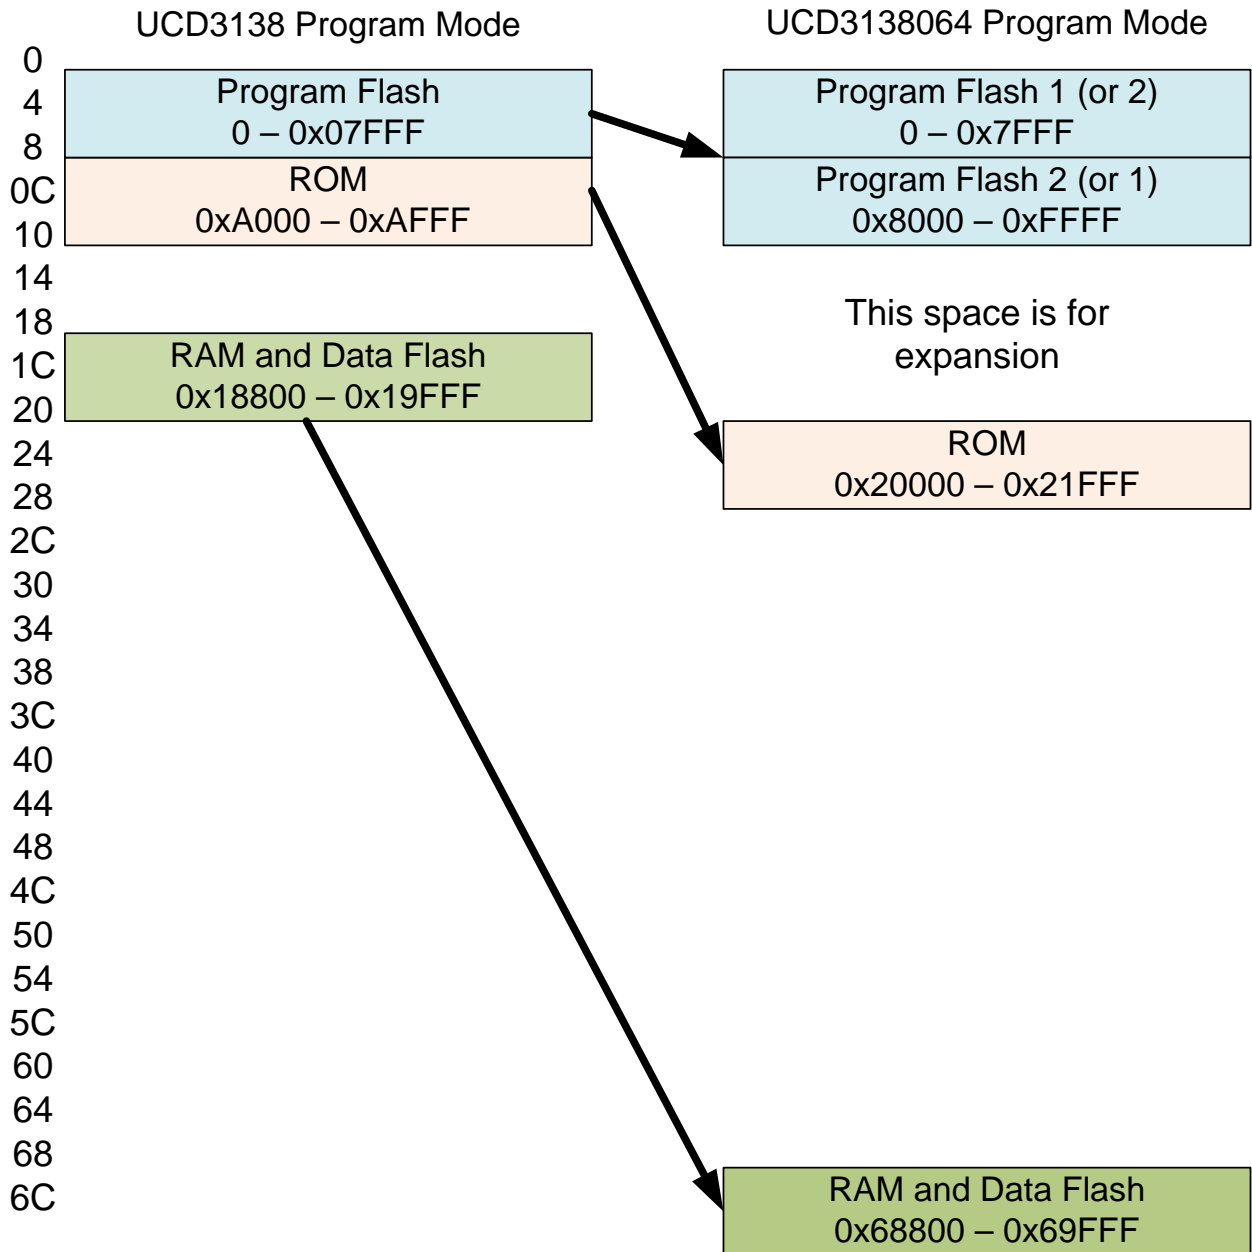 UCD3138 Program Mode
UCD3138064 Program Mode
0
4
8
0C
10
14
18
1C
20
24
28
2C
30
34
38
3C
40
44
48
4C
50
54
5C
60
64
68
6C
Program Flash
0 – 0x07FFF
ROM
0xA000 – 0xAFFF
RAM and Data Flash
0x18800 – 0x19FFF
Program Flash 1 (or 2)
0 – 0x7FFF
Program Flash 2 (or 1)
0x8000 – 0xFFFF
This space is for
expansion
ROM
0x20000 – 0x21FFF
RAM and Data Flash
0x68800 – 0x69FFF